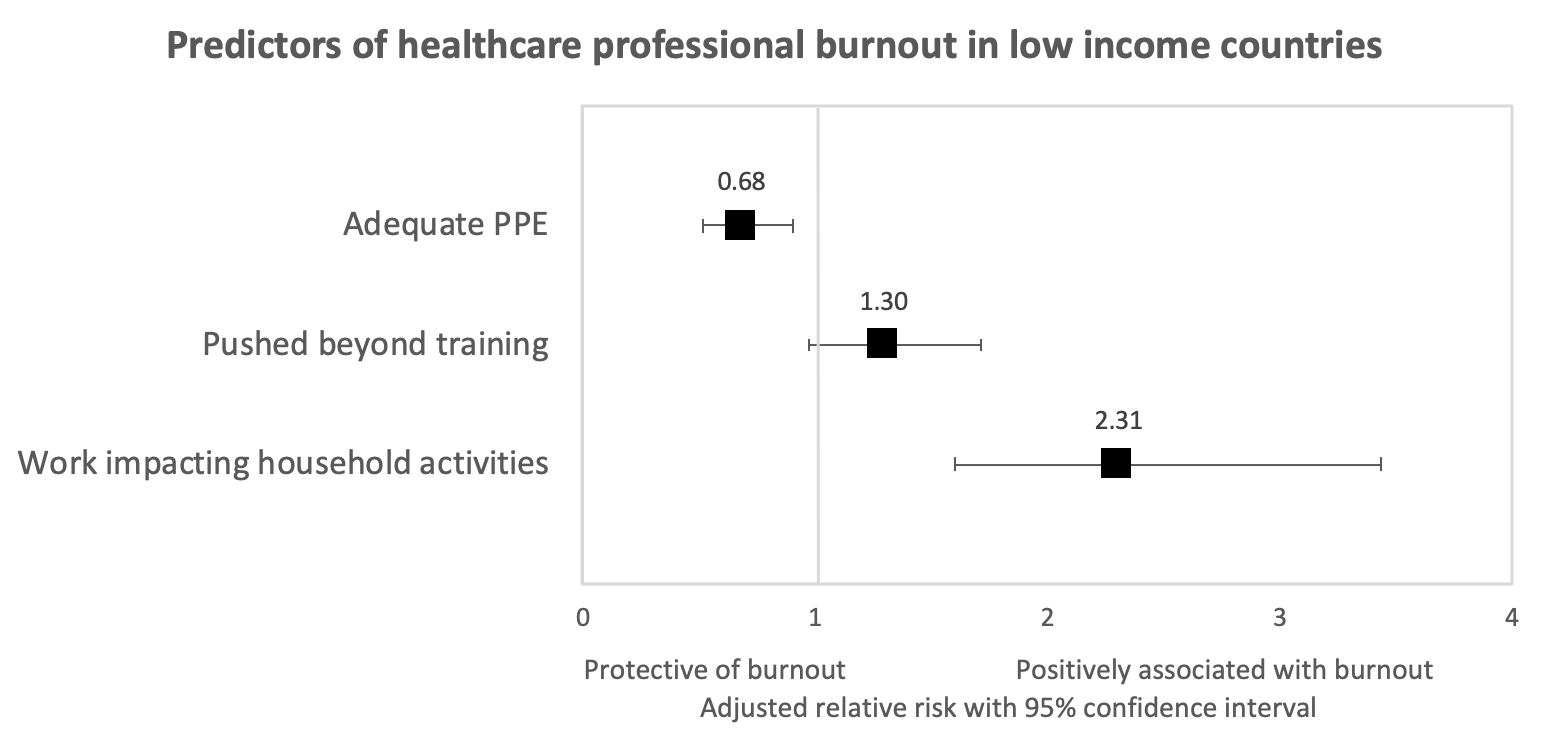 Predictors of healthcare professional burnout in low income countries
0.68
Adequate PPE
1.30
Pushed beyond training
2.31
Work impacting household activities
0 1 2 3 4
Protective of burnout Positively associated with burnout
Adjusted relative risk with 95% confidence interval